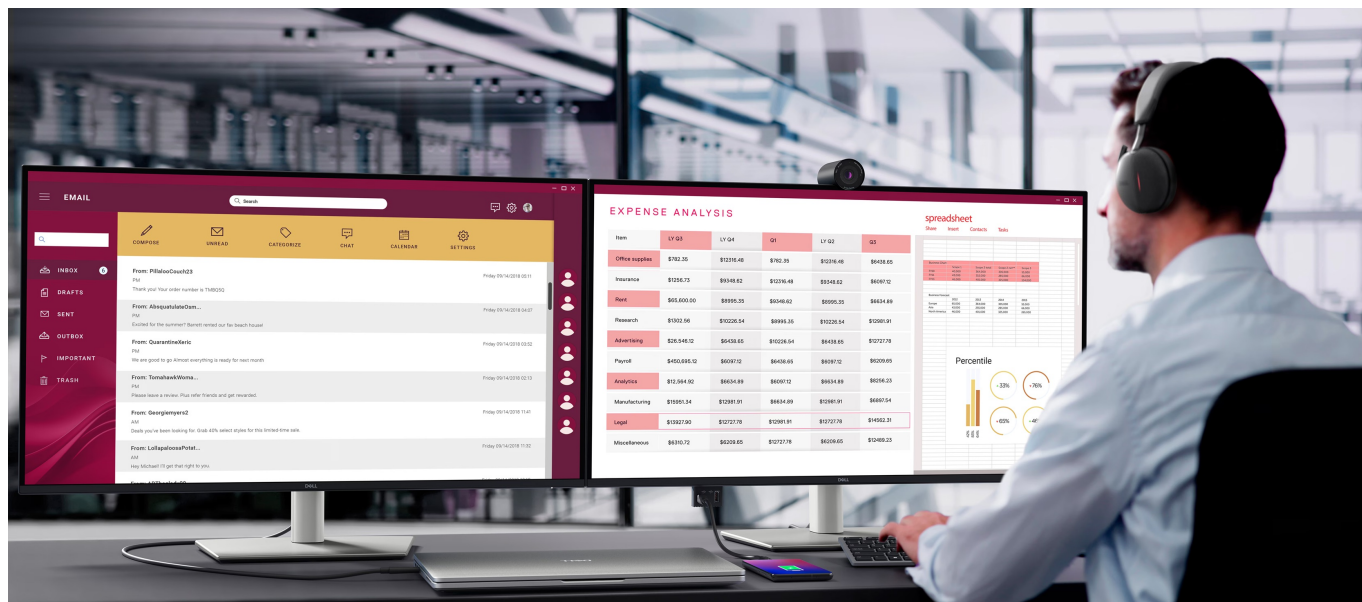 EMAIL
Search
COMPOSE
UNREAD
CATEGORIZE
CHAT
CALENDAR
SETTINGS
INBOX 6
DRAFTS
SENT
OUTBOX
IMPORTANT
TRASH
From: PillalooCouch23
PM
Friday 09/14/2018 05:11
Thank you! Your order number is TMBGSG
From: AbsquatulateOsm...
PM
Friday 09/14/2018 04:07
Excited for the summer? Barrett rented our fav beach house!
From: QuarantineXeric
PM
Friday 09/14/2018 03:52
We are good to go Almost everything is ready for next month
From: TomahawkWoma...
PM
Friday 09/14/2018 02:13
Please leave a review. Plus refer friends and get rewarded.
From: Georgiemyers2
AM
Friday 09/14/2018 11:41
Deals you've been looking for: Grab 40% select styles for this limited-time sale.
From: LollapaloosaPotat...
AM
Friday 09/14/2018 11:32
Hey Michael! I'll get that right to you
DELL
EXPENSE ANALYSIS
Item LY Q3 LY Q4 Q1 LY Q2 Q3
Office supplies $782.35 $12316.48 $782.35 $12316.48 $6438.65
Insurance $1256.73 $9348.62 $12316.48 $9348.62 $6097.12
Rent $65,600.00 $8995.35 $9348.62 $8995.35 $6634.89
Research $1302.56 $10226.54 $8995.35 $10226.54 $12981.91
Advertising $26,546.12 $6438.65 $10226.54 $6438.65 $12727.78
Payroll $450,695.12 $6097.12 $6438.65 $6097.12 $6209.65
Analytics $12,564.92 $6634.89 $6097.12 $6634.89 $8256.23
Manufacturing $15951.34 $12981.91 $6634.89 $12981.91 $6897.54
Legal $13927.90 $12727.78 $12981.91 $12727.78 $14562.31
Miscellaneous $6310.72 $6209.65 $12727.78 $6209.65 $12489.23
spreadsheet
Share Insert Contacts Tasks
Percentile
- 33%
+76%
+ 65%
DELL